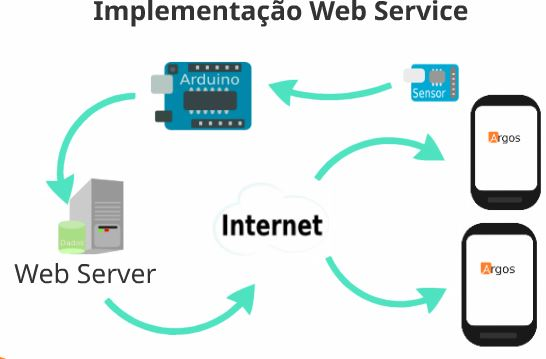 Implementação Web Service
Arduino
Sensor
Argos
Internet
Dados
Argos
Web Server